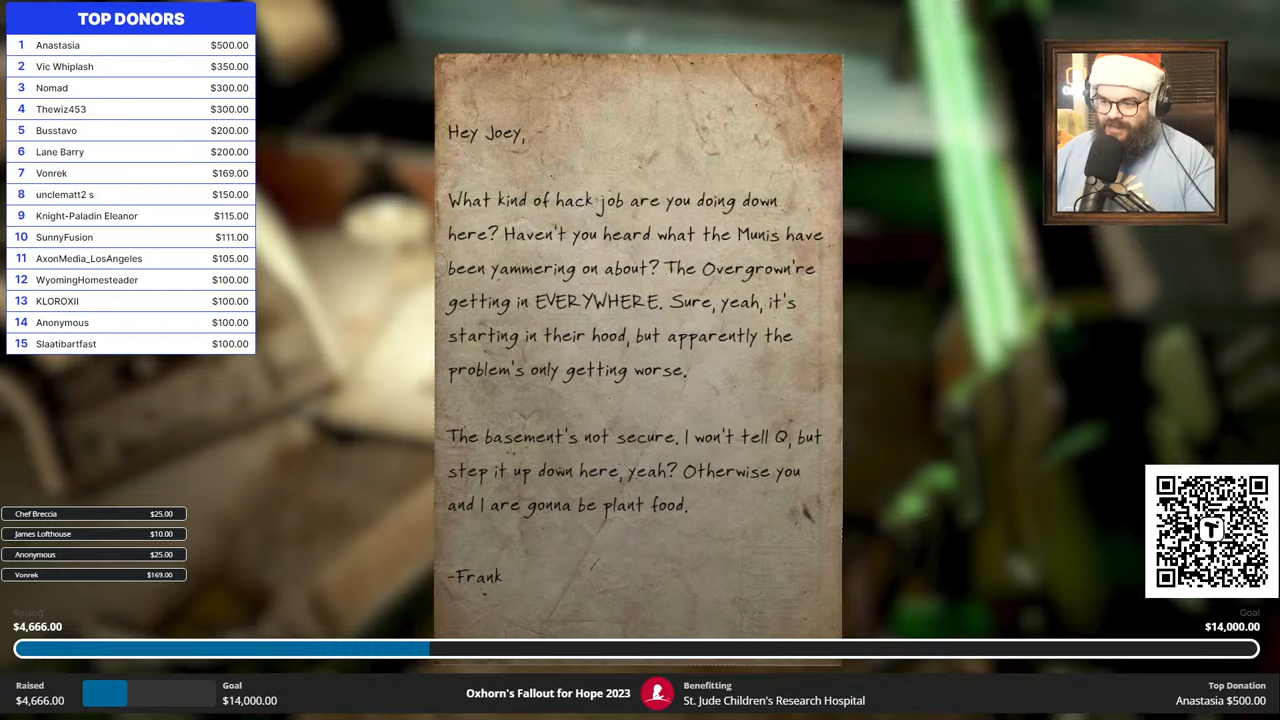 TOP DONORS
1 Anastasia $500.00
2 Vic Whiplash $350.00
3 Nomad $300.00
4 Thewiz453 $300.00
5 Busstavo $200.00
6 Lane Barry $200.00
7 Vonrek $169.00
8 unclematt2 s $150.00
9 Knight-Paladin Eleanor $115.00
10 SunnyFusion $111.00
11 AxonMedia_LosAngeles $105.00
12 WyomingHomesteader $100.00
13 KLOROXII $100.00
14 Anonymous $100.00
15 Slaatibartfast $100.00
Hey Joey,
What kind of hack job are you doing down
here? Haven't you heard what the Munis have
been yammering on about? The Overgrown're
getting in EVERYWHERE. Sure, yeah, it's
starting in their hood, but apparently the
problem's only getting worse.
The basement's not secure. I won't tell Q, but
step it up down here, yeah? Otherwise you
and I are gonna be plant food.
-Frank
Chef Breccia $25.00
James Lofthouse $10.00
Anonymous $25.00
Vonrek $169.00
Raised
$4,666.00
Goal
$14,000.00
Raised
$4,666.00
Goal
$14,000.00
Oxhorn's Fallout for Hope 2023
Benefitting
St. Jude Children's Research Hospital
Top Donation
Anastasia $500.00